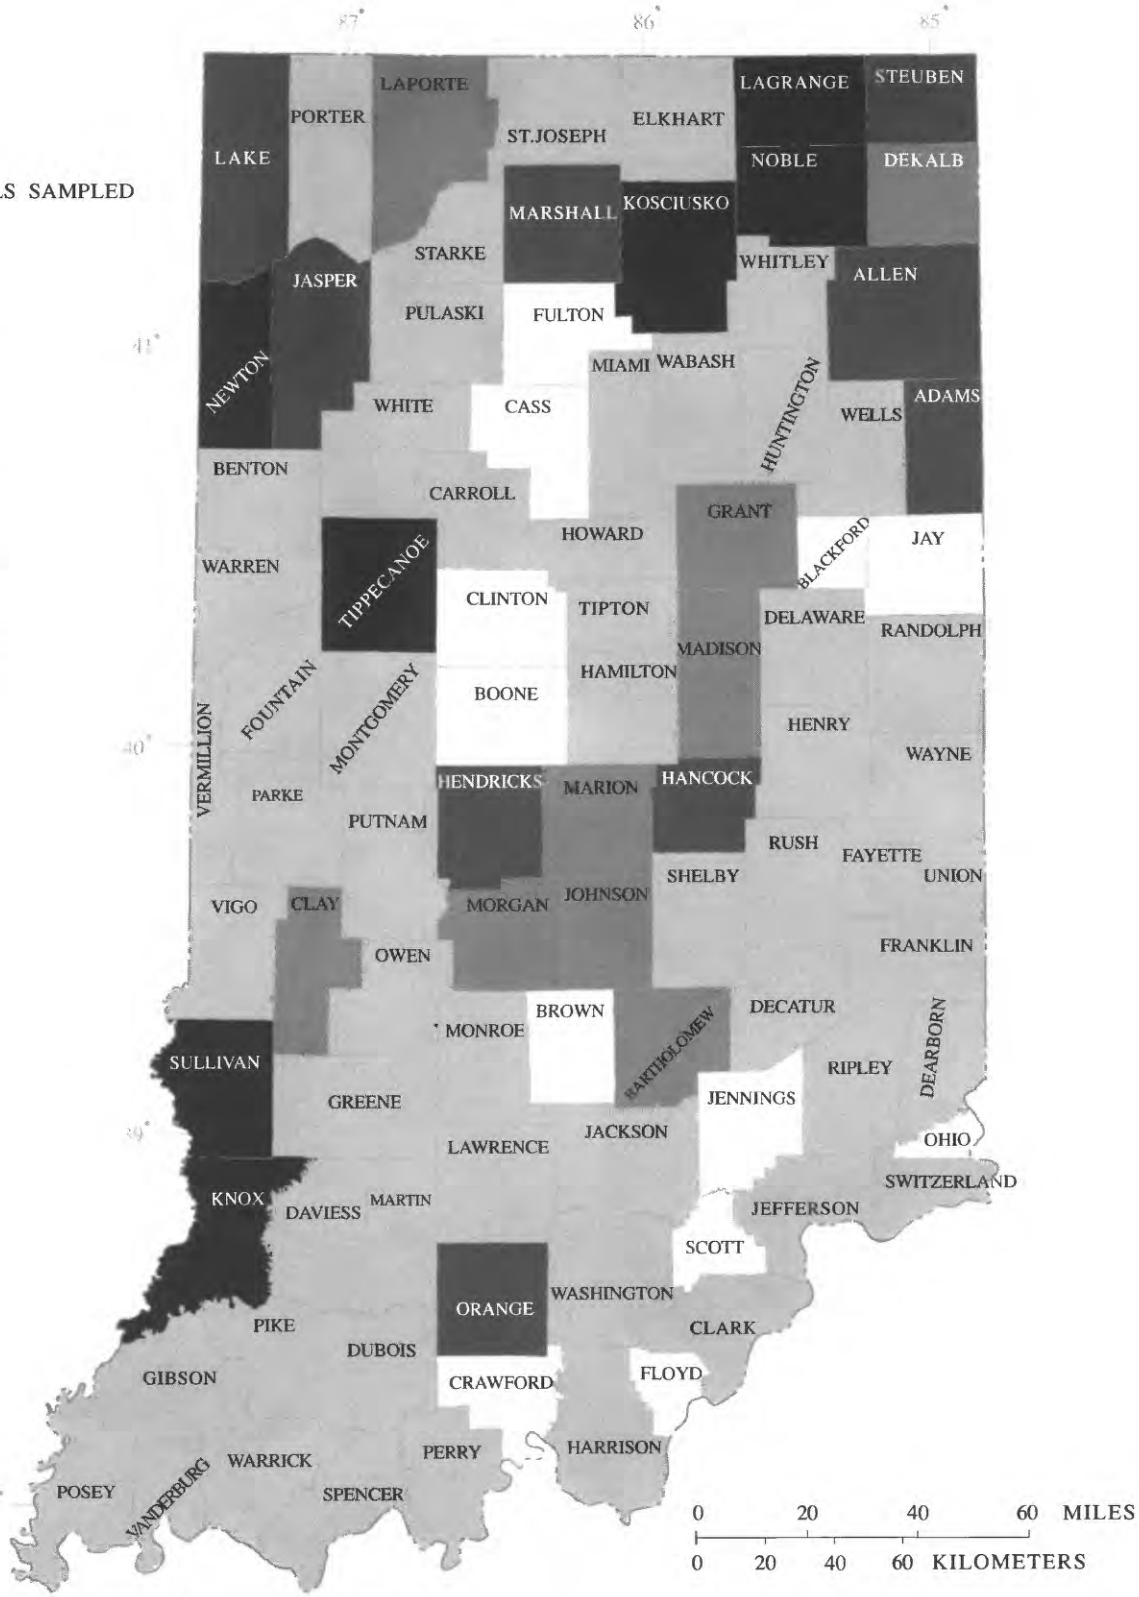 87°
86°
85°
LAGRANGE
STEUBEN
LAPORTE
PORTER
ELKHART
ST.JOSEPH
LAKE
NOBLE
DEKALB
SAMPLED
MARSHALL
KOSCIUSKO
STARKE
WHITLEY
ALLEN
JASPER
PULASKI
FULTON
41°
MIAMI
WABASH
NEWTON
HUNTINGTON
WHITE
CASS
WELLS
ADAMS
BENTON
CARROLL
GRANT
HOWARD
BLACKFORD
JAY
WARREN
TIPPECANOE
CLINTON
TIPTON
DELAWARE
RANDOLPH
MADISON
HAMILTON
FOUNTAIN
MONTGOMERY
BOONE
HENRY
VERMILLION
40°
WAYNE
HENDRICKS
MARION
HANCOCK
PARKE
PUTNAM
RUSH
FAYETTE
UNION
SHELBY
VIGO
CLAY
MORGAN
JOHNSON
FRANKLIN
OWEN
DECATUR
BROWN
MONROE
BARTHOLOMEW
DEARBORN
SULLIVAN
RIPLEY
JENNINGS
GREENE
39°
JACKSON
OHIO
LAWRENCE
SWITZERLAND
KNOX
MARTIN
DAVIESS
JEFFERSON
SCOTT
WASHINGTON
ORANGE
PIKE
CLARK
DUBOIS
GIBSON
CRAWFORD
FLOYD
HARRISON
PERRY
WARRICK
POSEY
VANDERBURG
SPENCER
0 20 40 60 MILES
0 20 40 60 KILOMETERS